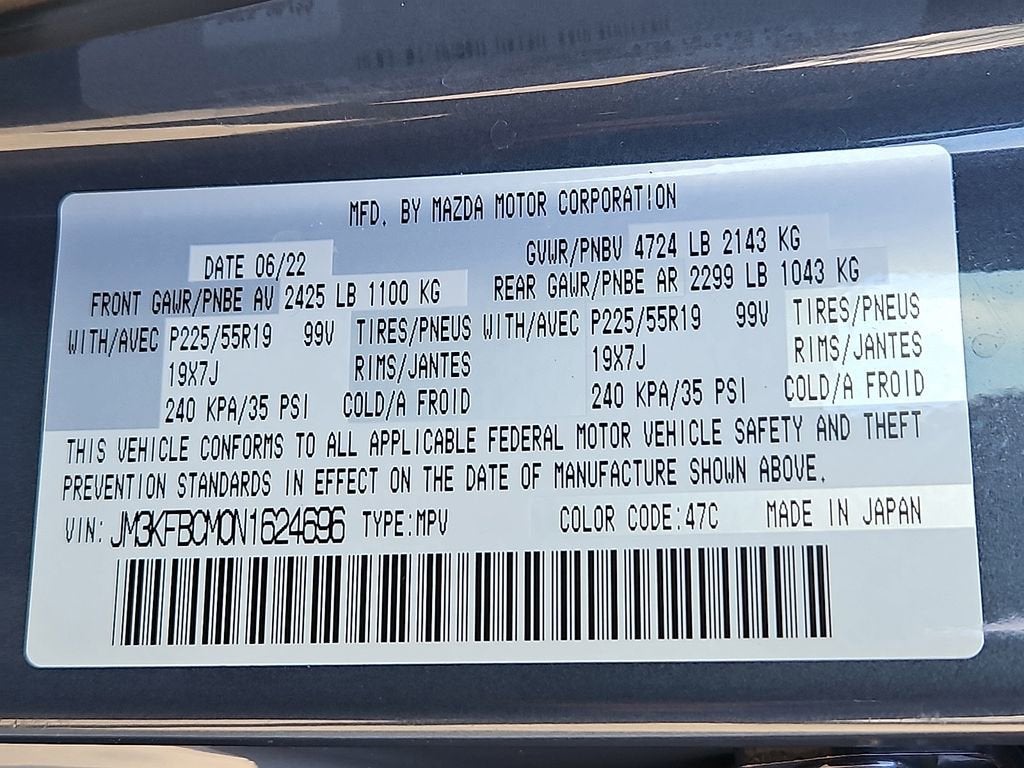 MFD. BY MAZDA MOTOR CORPORATION
DATE 06/22 GVWR/PNBV 4724 LB 2143 KG
FRONT GAWR/PNBE AV 2425 LB 1100 KG REAR GAWR/PNBE AR 2299 LB 1043 KG
WITH/AVEC P225/55R19 99V TIRES/PNEUS WITH/AVEC P225/55R19 99V TIRES/PNEUS
19X7J RIMS/JANTES 19X7J RIMS/JANTES
240 KPA/35 PSI COLD/A FROID 240 KPA/35 PSI COLD/A FROID
THIS VEHICLE CONFORMS TO ALL APPLICABLE FEDERAL MOTOR VEHICLE SAFETY AND THEFT
PREVENTION STANDARDS IN EFFECT ON THE DATE OF MANUFACTURE SHOWN ABOVE.
VIN: JM3KFBCM0N1624696 TYPE:MPV COLOR CODE:47C MADE IN JAPAN